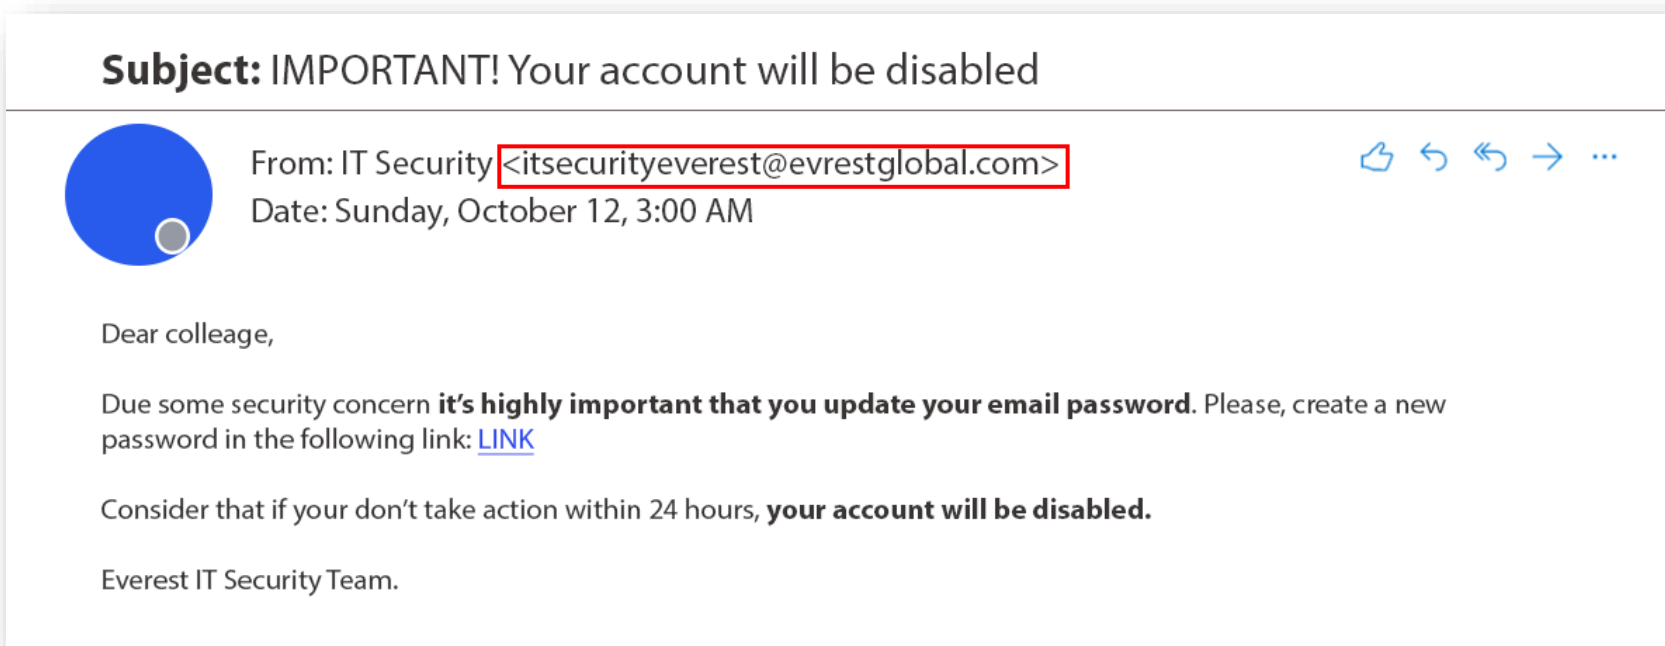 Subject: IMPORTANT! Your account will be disabled
From: IT Security <itsecurityeverest@evrestglobal.com>
Date: Sunday, October 12, 3:00 AM
Dear colleage,
Due some security concern it’s highly important that you update your email password. Please, create a new
password in the following link: LINK
Consider that if your don’t take action within 24 hours, your account will be disabled.
Everest IT Security Team.